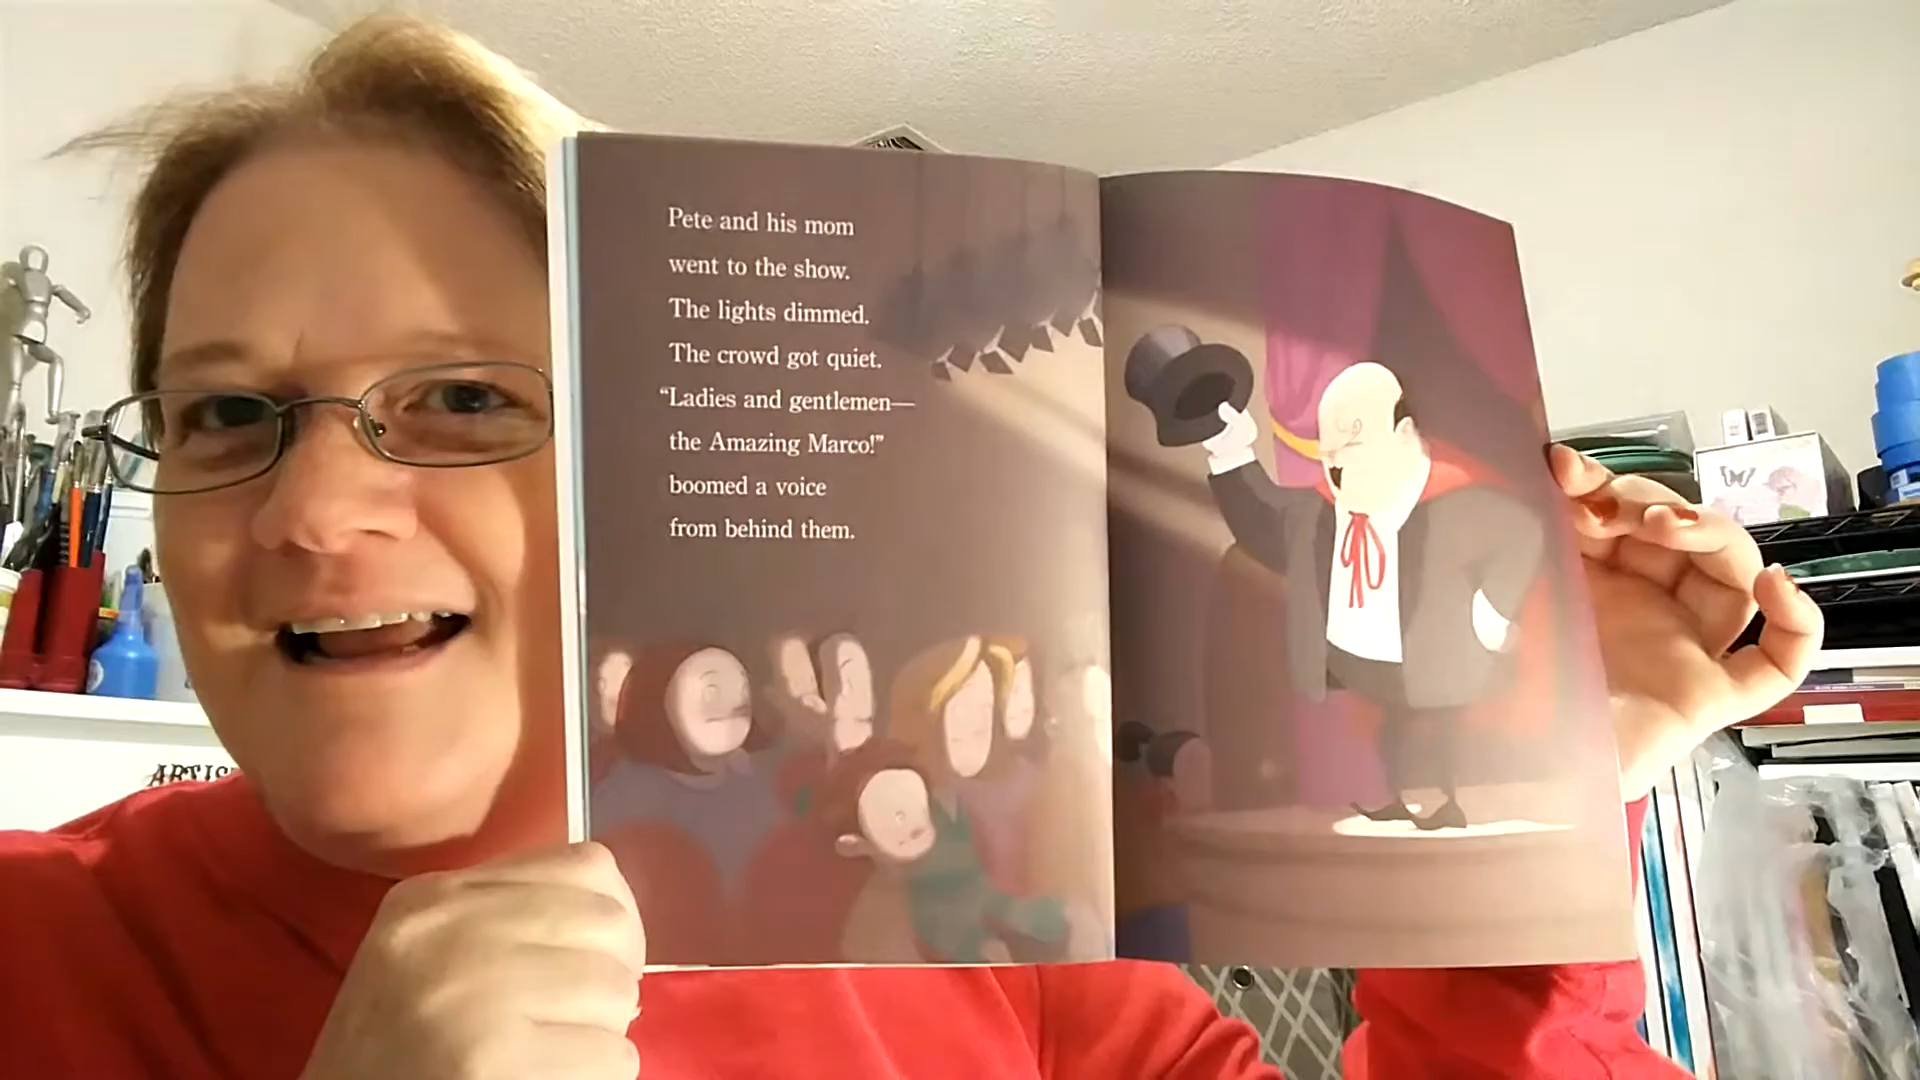 Pete and his mom
went to the show.
The lights dimmed.
The crowd got quiet.
“Ladies and gentlemen—
the Amazing Marco!”
boomed a voice
from behind them.